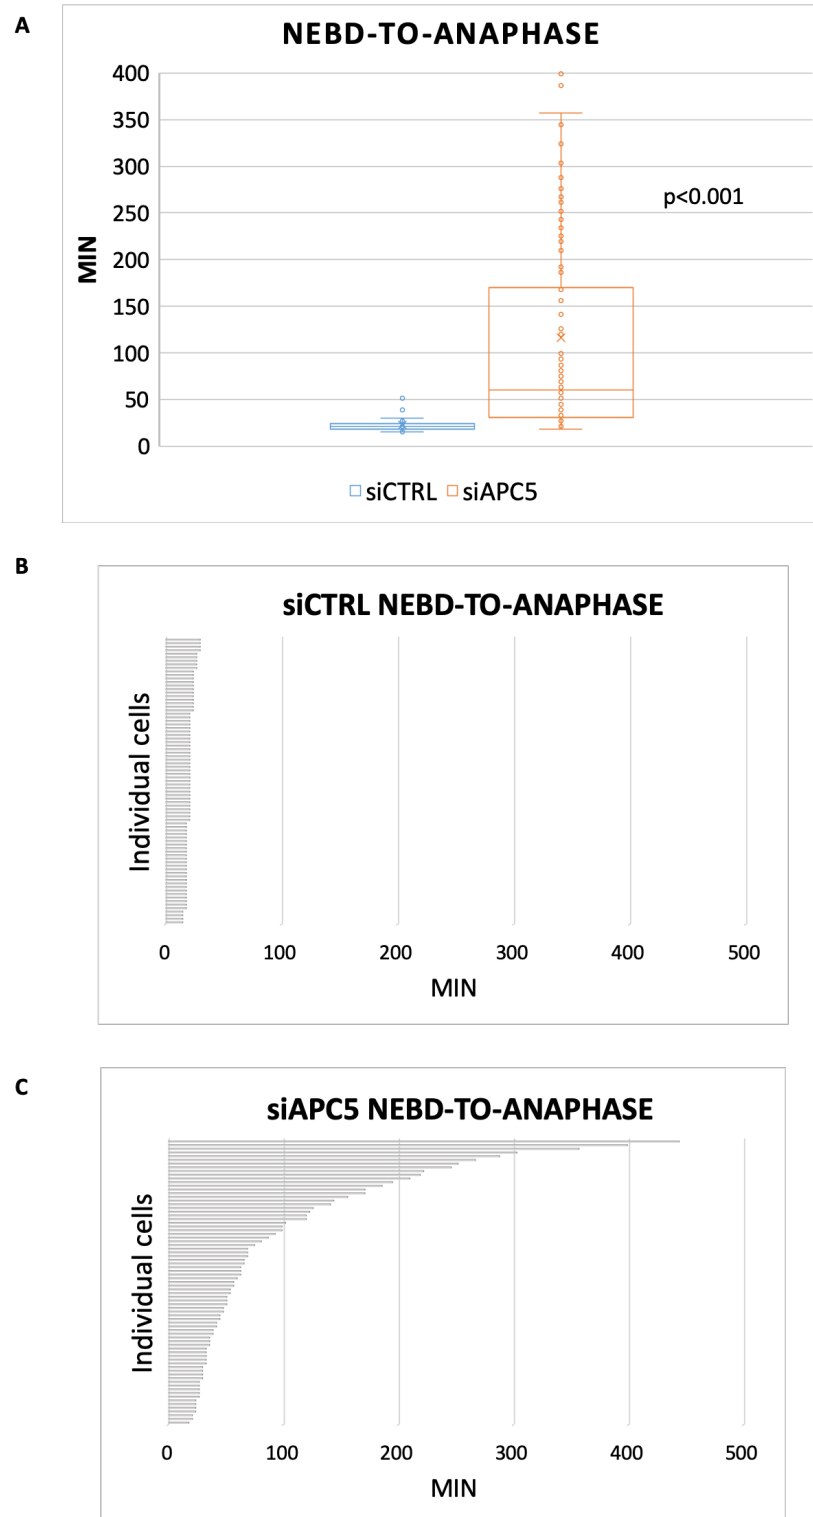 A
NEBD-TO-ANAPHASE
400
350
300
250
200
150
100
50
0
MIN
p<0.001
siCTRL siAPC5
B
siCTRL NEBD-TO-ANAPHASE
Individual cells
0 100 200 300 400 500
MIN
C
siAPC5 NEBD-TO-ANAPHASE
Individual cells
0 100 200 300 400 500
MIN